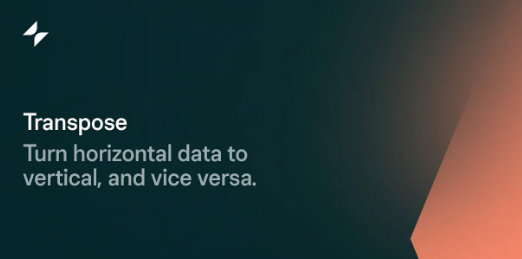 Transpose
Turn horizontal data to
vertical, and vice versa.